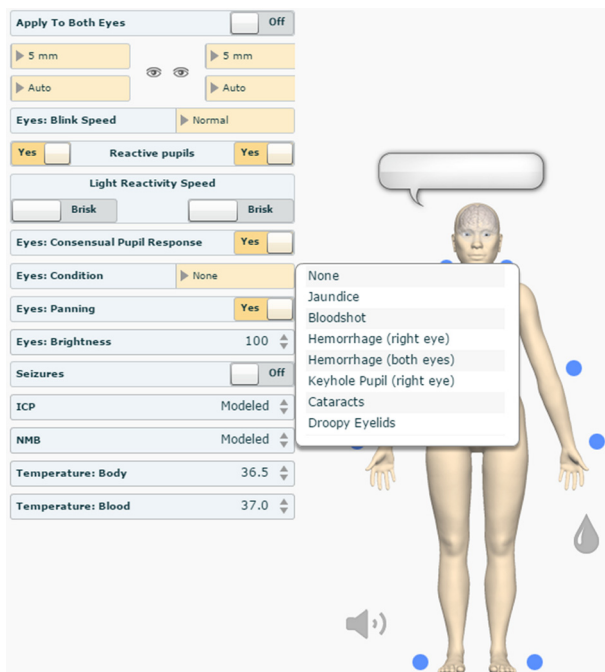 Apply To Both Eyes Off
5 mm 5 mm
Auto Auto
Eyes: Blink Speed Normal
Yes Reactive pupils Yes
Light Reactivity Speed
Brisk Brisk
Eyes: Consensual Pupil Response Yes
Eyes: Condition None
Eyes: Panning Yes
Eyes: Brightness 100
Seizures Off
ICP Modeled
NMB Modeled
Temperature: Body 36.5
Temperature: Blood 37.0
None
Jaundice
Bloodshot
Hemorrhage (right eye)
Hemorrhage (both eyes)
Keyhole Pupil (right eye)
Cataracts
Droopy Eyelids